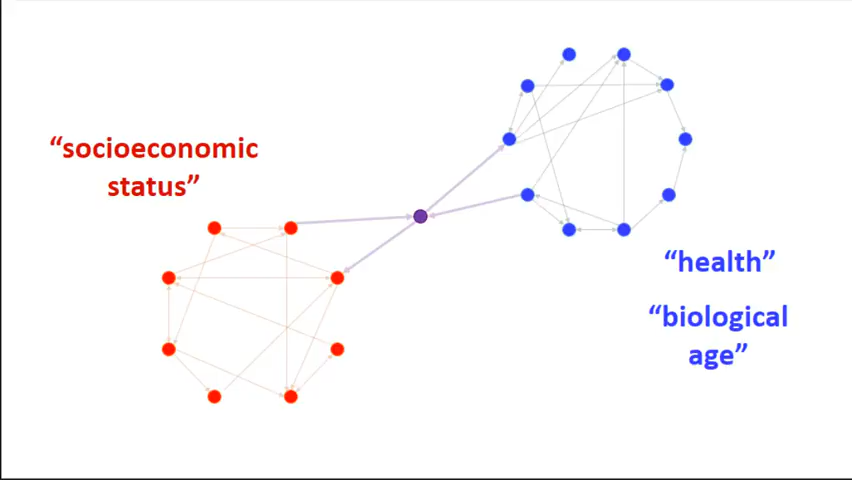 “socioeconomic
status”
“health”
“biological
age”